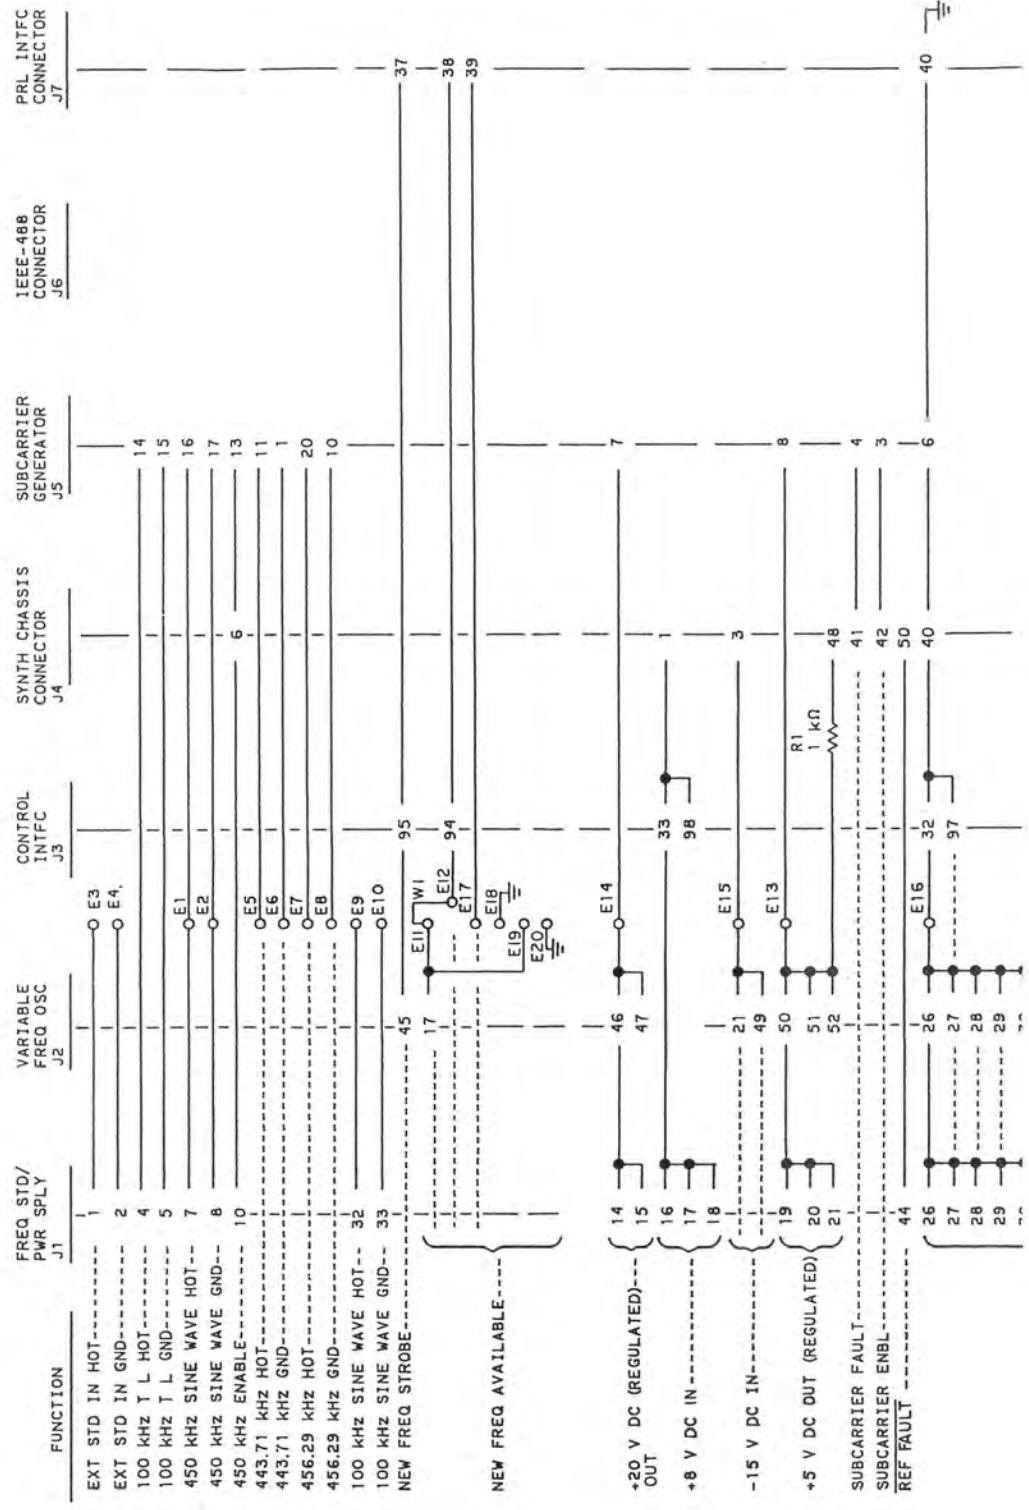 FUNCTION
FREQ STD/
PWR SPLY
J1
VARIABLE
FREQ OSC
J2
CONTROL
INTFC
J3
SYNTH CHASSIS
CONNECTOR
J4
SUBCARRIER
GENERATOR
J5
IEEE-488
CONNECTOR
J6
PRL INTFC
CONNECTOR
J7
EXT STD IN HOT 1 E3
EXT STD IN GND 2 E4.
100 kHz T L HOT 4 14
100 kHz T L GND 5 15
450 kHz SINE WAVE HOT 7 E1 16
450 kHz SINE WAVE GND 8 E2 17
450 kHz ENABLE 10 6 13
443.71 kHz HOT E5 11
443.71 kHz GND E6 1
456.29 kHz HOT E7 20
456.29 kHz GND E8 10
100 kHz SINE WAVE HOT 32 E9
100 kHz SINE WAVE GND 33 E10
NEW FREQ STROBE 45 95 37
NEW FREQ AVAILABLE 17 E11 W1 E12 94 38
E17 39
E18
E19
E20
+20 V DC (REGULATED)
OUT
14 46 E14 7
15 47
+8 V DC IN
16 33 1
17 98
18
-15 V DC IN
21 E15 3
49
+5 V DC OUT (REGULATED)
19 50 E13 8
20 51
21 52 R1
1 kΩ 48
SUBCARRIER FAULT 41 4
SUBCARRIER ENBL 42 3
REF FAULT 44 50
26 26 E16 32 40 6 40
27 27 97
28 28
29 29